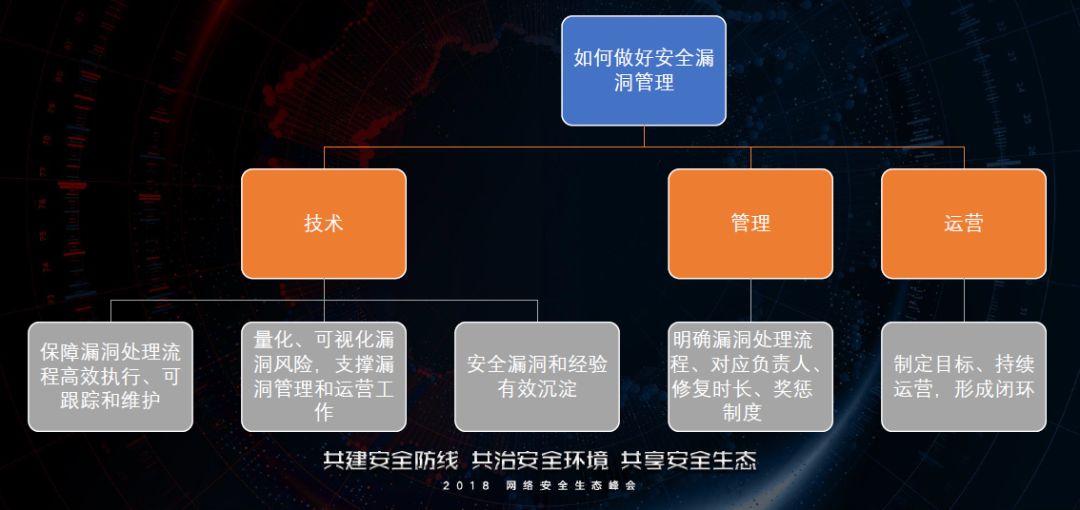 如何做好安全漏
洞管理
技术
管理
运营
保障漏洞处理流
程高效执行、可
跟踪和维护
量化、可视化漏
洞风险，支撑漏
洞管理和运营工
作
安全漏洞和经验
有效沉淀
明确漏洞处理流
程、对应负责人、
修复时长、奖惩
制度
制定目标、持续
运营，形成闭环
共建安全防线 共治安全环境 共享安全生态
2018 网络安全生态峰会